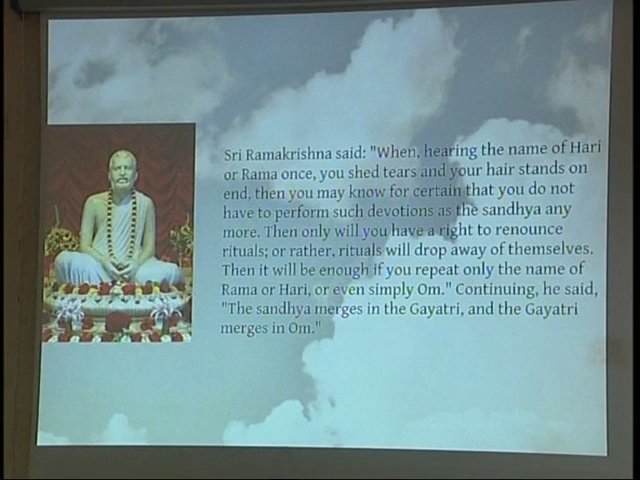 Sri Ramakrishna said: "When, hearing the name of Hari
or Rama once, you shed tears and your hair stands on
end, then you may know for certain that you do not
have to perform such devotions as the sandhya any
more. Then only will you have a right to renounce
rituals; or rather, rituals will drop away of themselves.
Then it will be enough if you repeat only the name of
Rama or Hari, or even simply Om." Continuing, he said,
"The sandhya merges in the Gayatri, and the Gayatri
merges in Om."